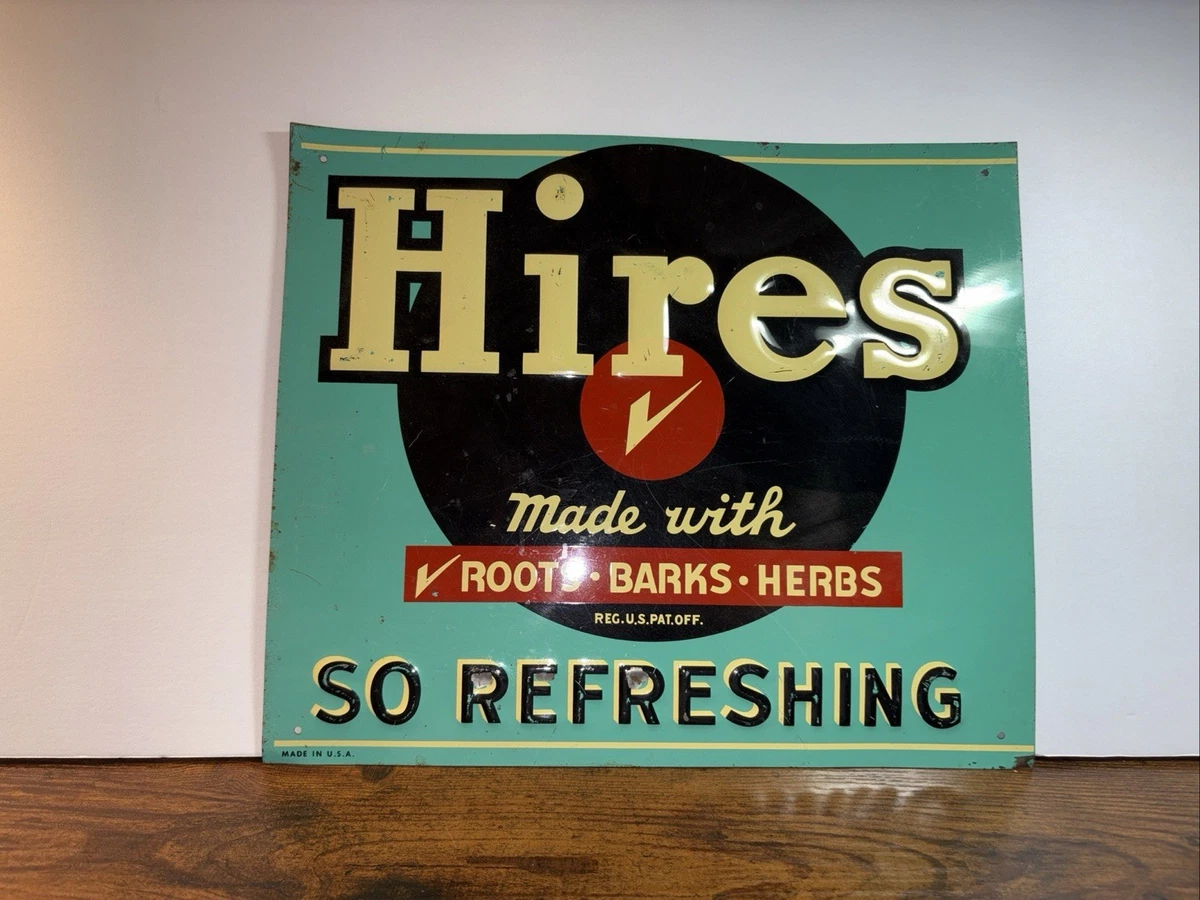 Hires
Made with
ROOTS • BARKS • HERBS
REG. U.S. PAT. OFF.
SO REFRESHING
MADE IN U.S.A.